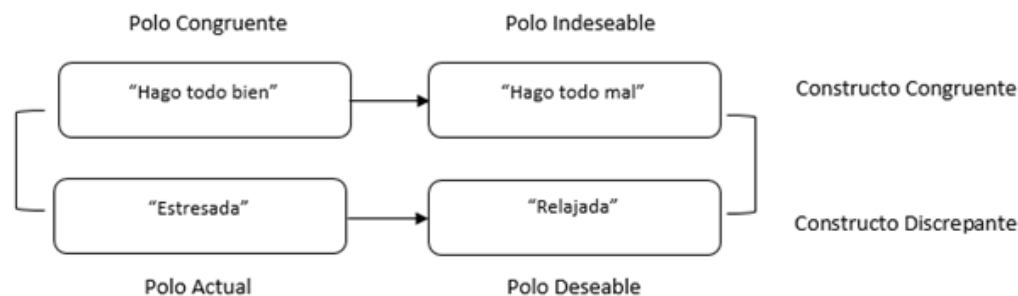 Polo Congruente
Polo Indeseable
“Hago todo bien”
“Hago todo mal”
Constructo Congruente
“Estresada”
“Relajada”
Constructo Discrepante
Polo Actual
Polo Deseable